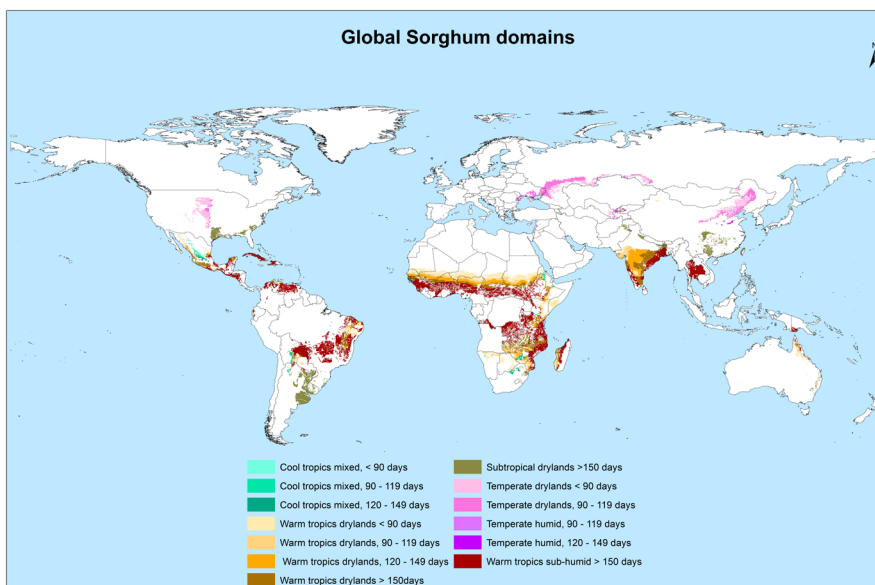 Global Sorghum domains
N
Cool tropics mixed, < 90 days
Cool tropics mixed, 90 - 119 days
Cool tropics mixed, 120 - 149 days
Warm tropics drylands < 90 days
Warm tropics drylands, 90 - 119 days
Warm tropics drylands, 120 - 149 days
Warm tropics drylands > 150days
Subtropical drylands >150 days
Temperate drylands < 90 days
Temperate drylands, 90 - 119 days
Temperate humid, 90 - 119 days
Temperate humid, 120 - 149 days
Warm tropics sub-humid > 150 days